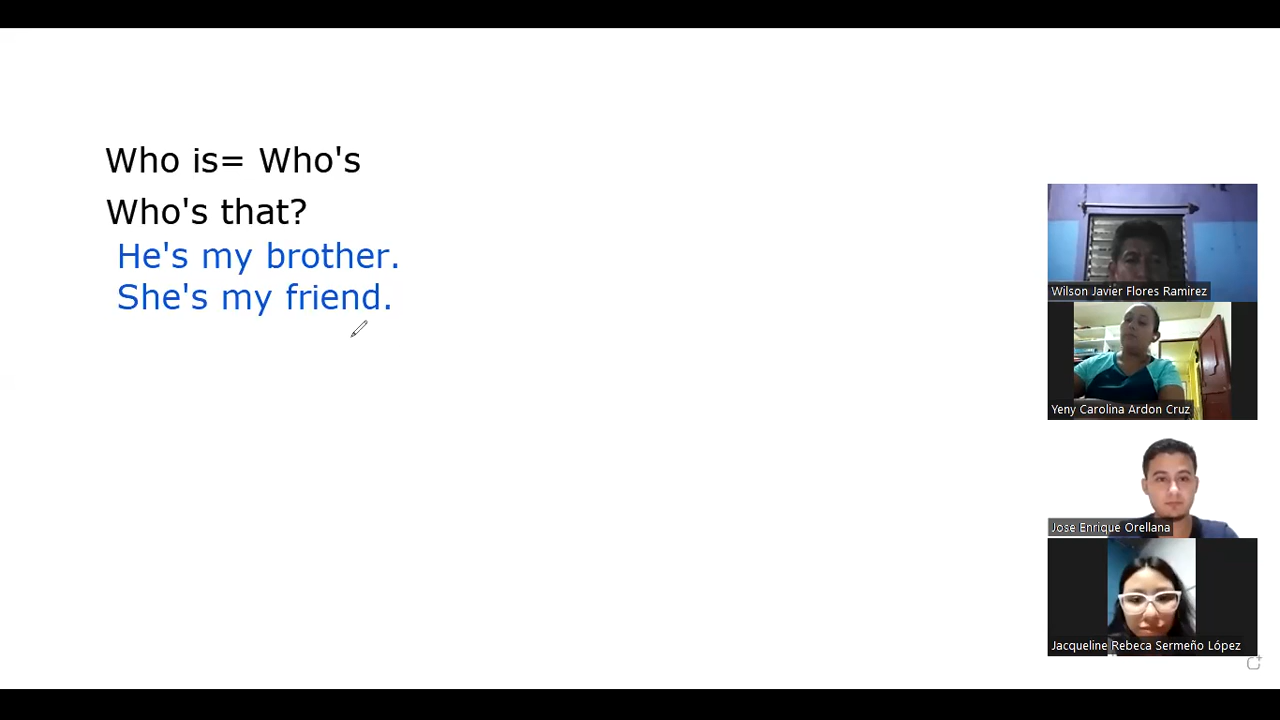 Who is= Who's
Who's that?
He's my brother.
She's my friend.
Wilson Javier Flores Ramirez
Yeny Carolina Ardon Cruz
Jose Enrique Orellana
Jacqueline Rebeca Sermeño López